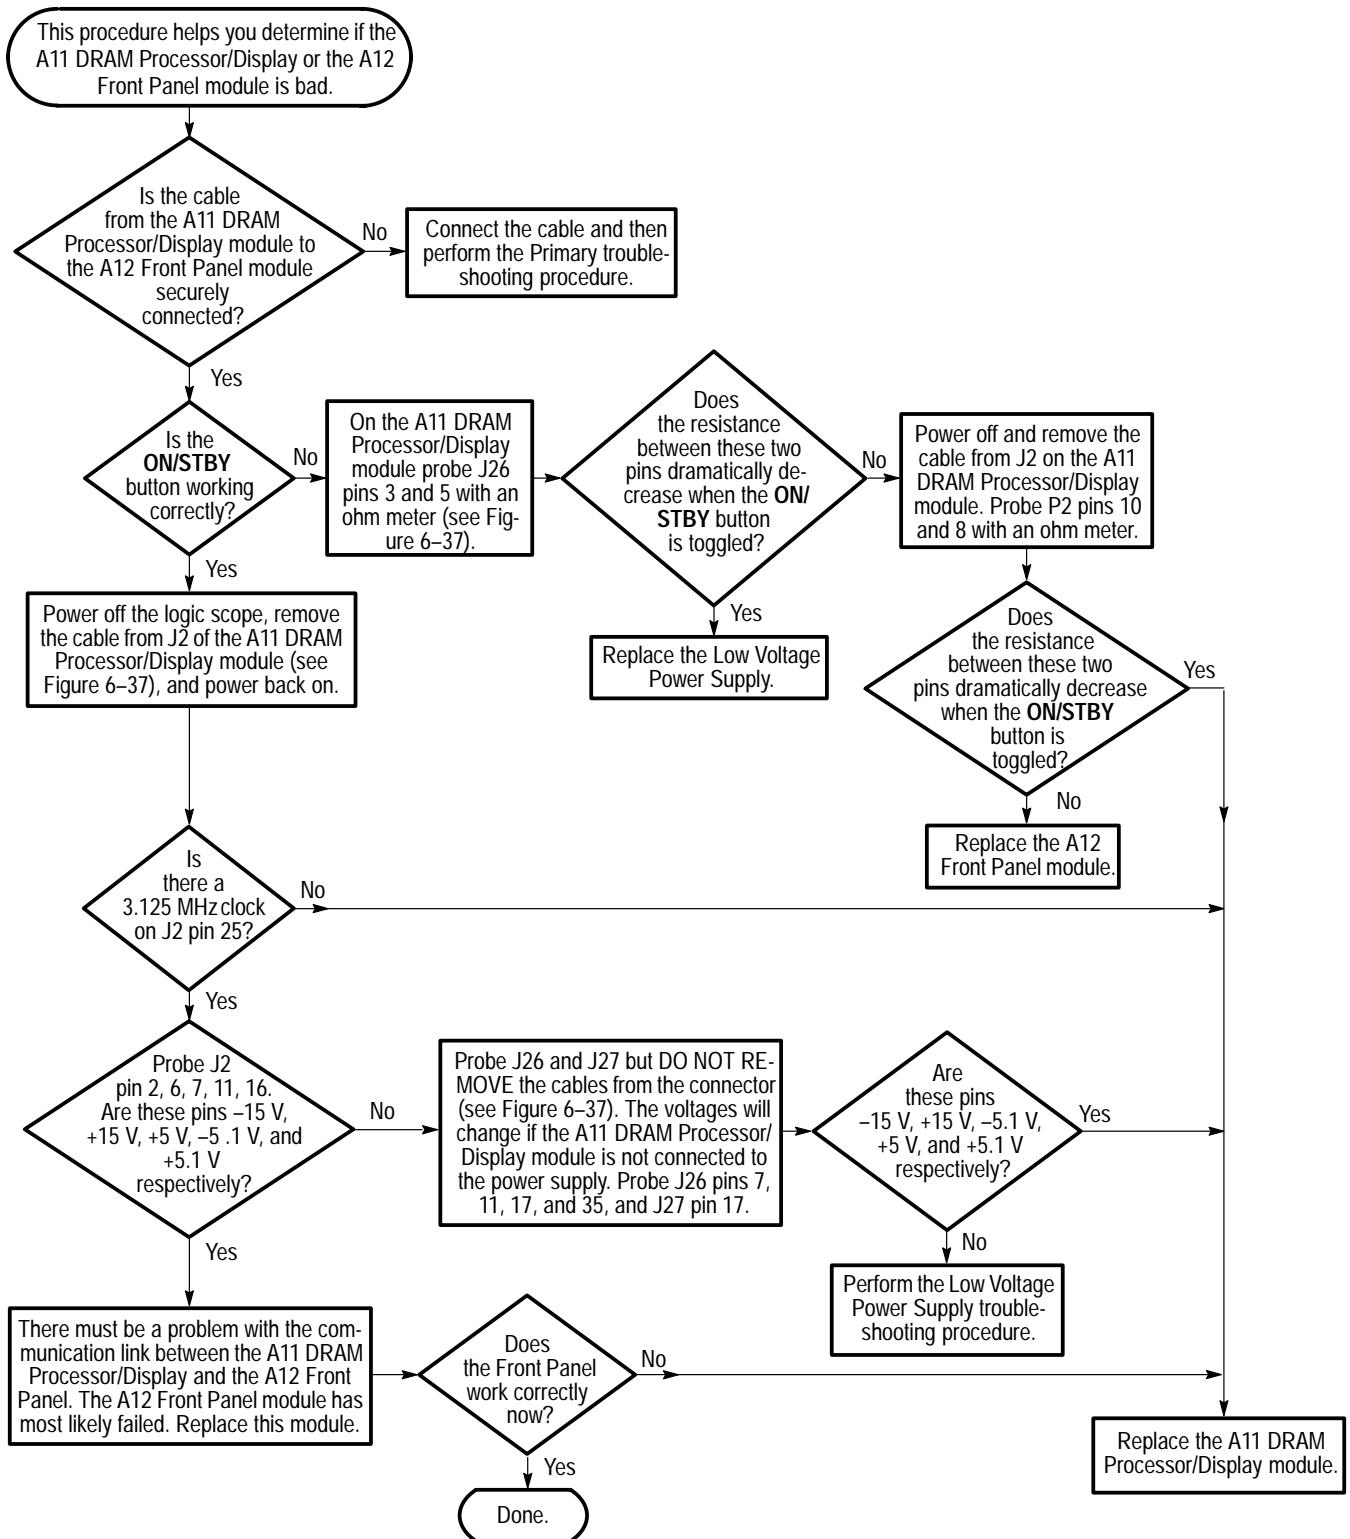 This procedure helps you determine if the
A11 DRAM Processor/Display or the A12
Front Panel module is bad.
Is the cable
from the A11 DRAM
Processor/Display module to
the A12 Front Panel module
securely
connected?
No
Connect the cable and then
perform the Primary trouble-
shooting procedure.
Yes
Is the
ON/STBY
button working
correctly?
No
On the A11 DRAM
Processor/Display
module probe J26
pins 3 and 5 with an
ohm meter (see Fig-
ure 6–37).
Does
the resistance
between these two
pins dramatically de-
crease when the ON/
STBY button
is toggled?
No
Power off and remove the
cable from J2 on the A11
DRAM Processor/Display
module. Probe P2 pins 10
and 8 with an ohm meter.
Yes
Replace the Low Voltage
Power Supply.
Does
the resistance
between these two
pins dramatically decrease
when the ON/STBY
button is
toggled?
Yes
No
Replace the A12
Front Panel module.
Yes
Power off the logic scope, remove
the cable from J2 of the A11 DRAM
Processor/Display module (see
Figure 6–37), and power back on.
Is
there a
3.125 MHz clock
on J2 pin 25?
No
Yes
Probe J2
pin 2, 6, 7, 11, 16.
Are these pins –15 V,
+15 V, +5 V, –5 .1 V, and
+5.1 V
respectively?
No
Probe J26 and J27 but DO NOT RE-
MOVE the cables from the connector
(see Figure 6–37). The voltages will
change if the A11 DRAM Processor/
Display module is not connected to
the power supply. Probe J26 pins 7,
11, 17, and 35, and J27 pin 17.
Are
these pins
–15 V, +15 V, –5.1 V,
+5 V, and +5.1 V
respectively?
Yes
No
Perform the Low Voltage
Power Supply trouble-
shooting procedure.
Yes
There must be a problem with the com-
munication link between the A11 DRAM
Processor/Display and the A12 Front
Panel. The A12 Front Panel module has
most likely failed. Replace this module.
Does
the Front Panel
work correctly
now?
No
Yes
Done.
Replace the A11 DRAM
Processor/Display module.